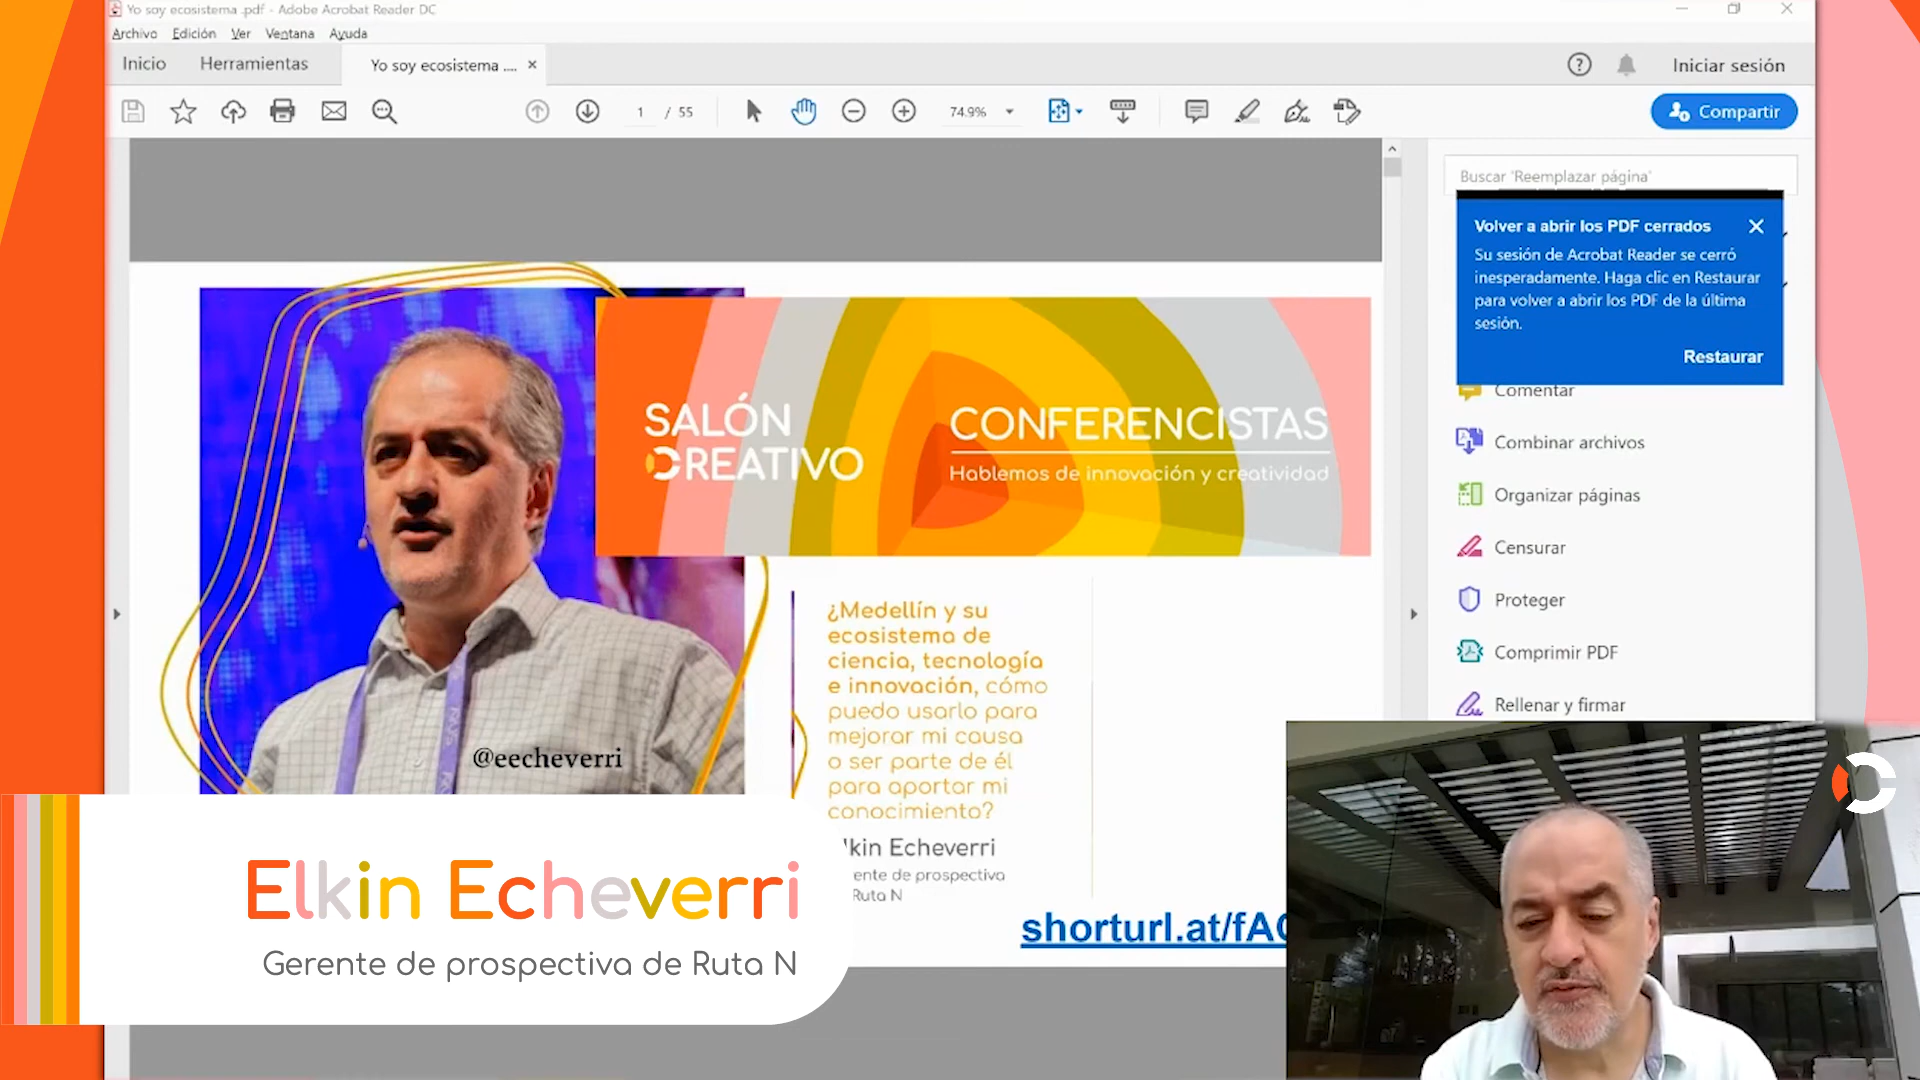 Yo soy ecosistema .pdf - Adobe Acrobat Reader DC
Archivo Edición Ver Ventana Ayuda
Inicio Herramientas Yo soy ecosistema .... × Iniciar sesión
1 / 55 74.9% Compartir
Buscar 'Reemplazar página'
Volver a abrir los PDF cerrados
Su sesión de Acrobat Reader se cerró
inesperadamente. Haga clic en Restaurar
para volver a abrir los PDF de la última
sesión.
Restaurar
Comentar
Combinar archivos
Organizar páginas
Censurar
Proteger
Comprimir PDF
Rellenar y firmar
SALÓN
CREATIVO
CONFERENCISTAS
Hablemos de innovación y creatividad
@eecheverri
¿Medellín y su
ecosistema de
ciencia, tecnología
e innovación, cómo
puedo usarlo para
mejorar mi causa
o ser parte de él
para aportar mi
conocimiento?
lkin Echeverri
ente de prospectiva
Ruta N
shorturl.at/fA
Elkin Echeverri
Gerente de prospectiva de Ruta N